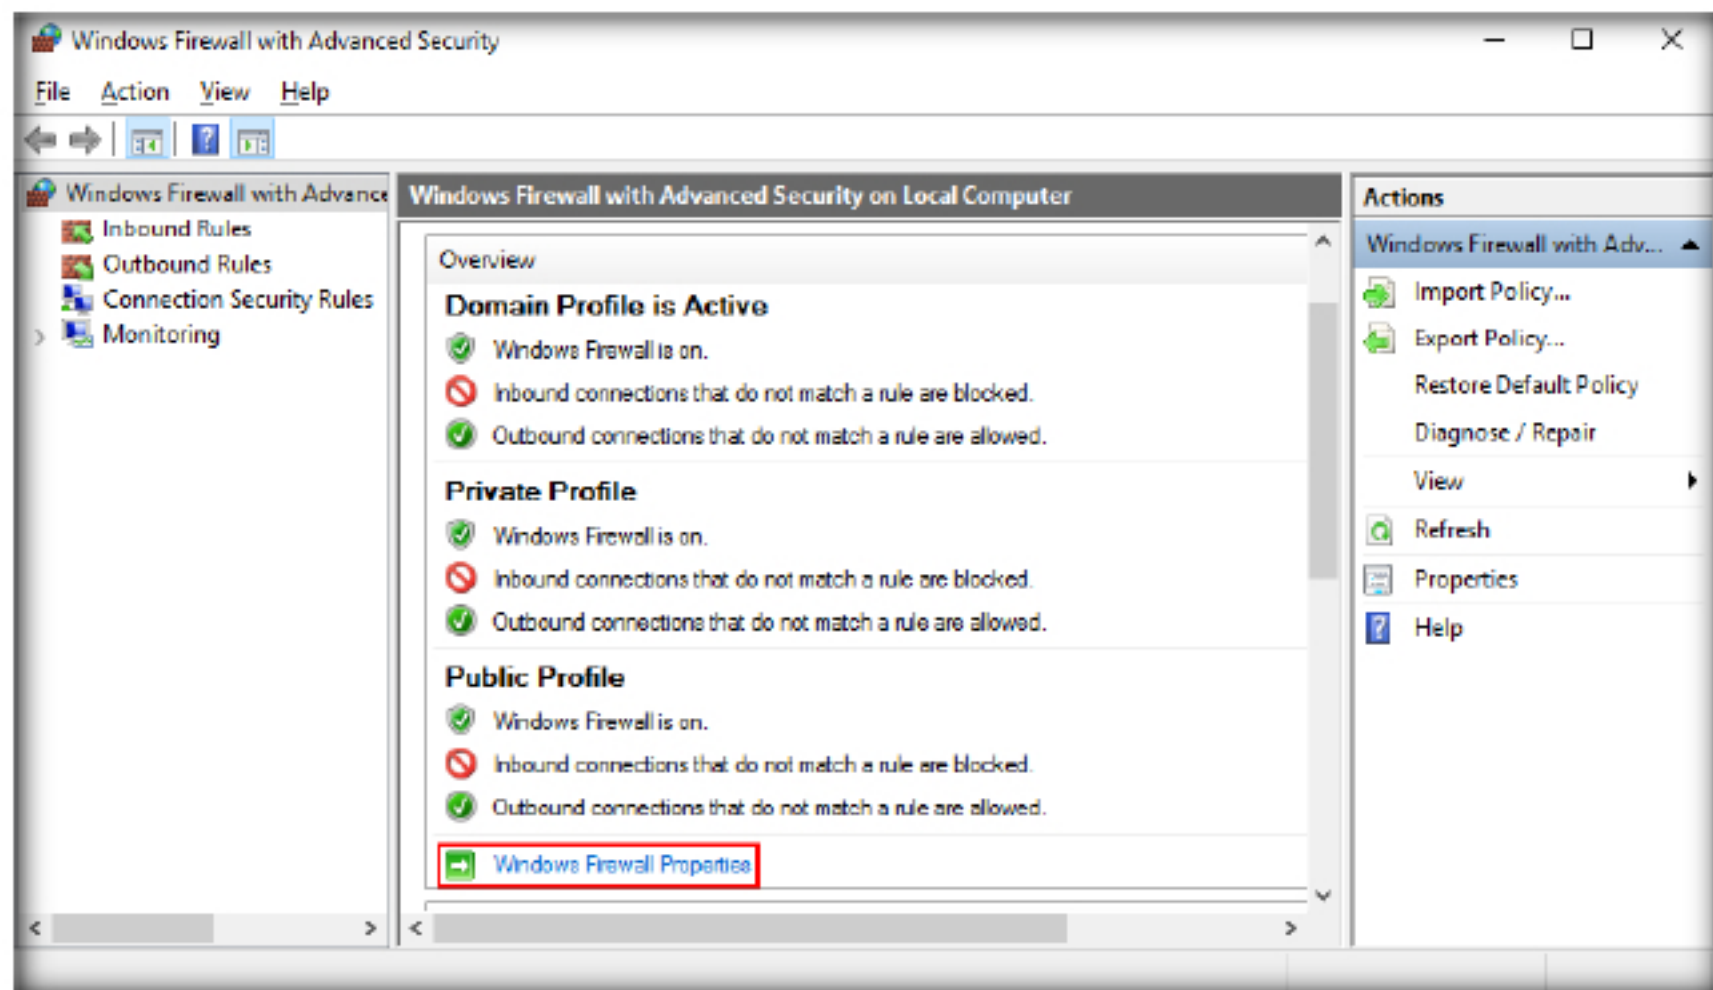 Windows Firewall with Advanced Security
File Action View Help
Windows Firewall with Advance
Inbound Rules
Outbound Rules
Connection Security Rules
Monitoring
Windows Firewall with Advanced Security on Local Computer
Overview
Domain Profile is Active
Windows Firewall is on.
Inbound connections that do not match a rule are blocked.
Outbound connections that do not match a rule are allowed.
Private Profile
Windows Firewall is on.
Inbound connections that do not match a rule are blocked.
Outbound connections that do not match a rule are allowed.
Public Profile
Windows Firewall is on.
Inbound connections that do not match a rule are blocked.
Outbound connections that do not match a rule are allowed.
Windows Firewall Properties
Actions
Windows Firewall with Adv...
Import Policy...
Export Policy...
Restore Default Policy
Diagnose / Repair
View
Refresh
Properties
Help